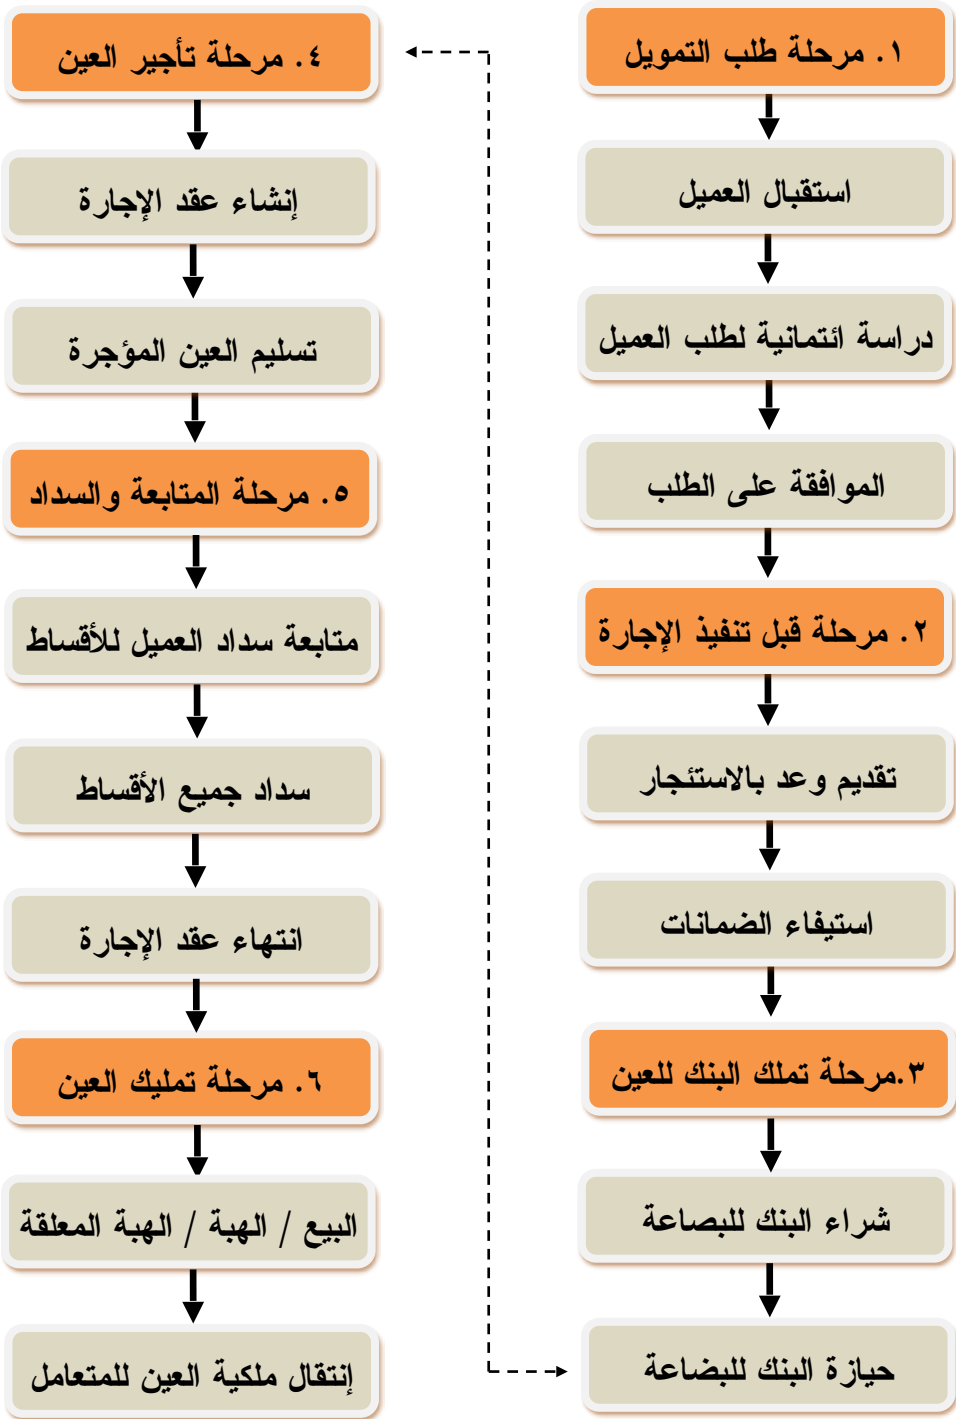 ١. مرحلة طلب التمويل
استقبال العميل
دراسة ائتمانية لطلب العميل
الموافقة على الطلب
٢. مرحلة قبل تنفيذ الإجارة
تقديم وعد بالاستئجار
استيفاء الضمانات
٣.مرحلة تملك البنك للعين
شراء البنك للبصاعة
حيازة البنك للبضاعة
٤. مرحلة تأجير العين
إنشاء عقد الإجارة
تسليم العين المؤجرة
٥. مرحلة المتابعة والسداد
متابعة سداد العميل للأقساط
سداد جميع الأقساط
انتهاء عقد الإجارة
٦. مرحلة تمليك العين
البيع / الهبة / الهبة المعلقة
إنتقال ملكية العين للمتعامل